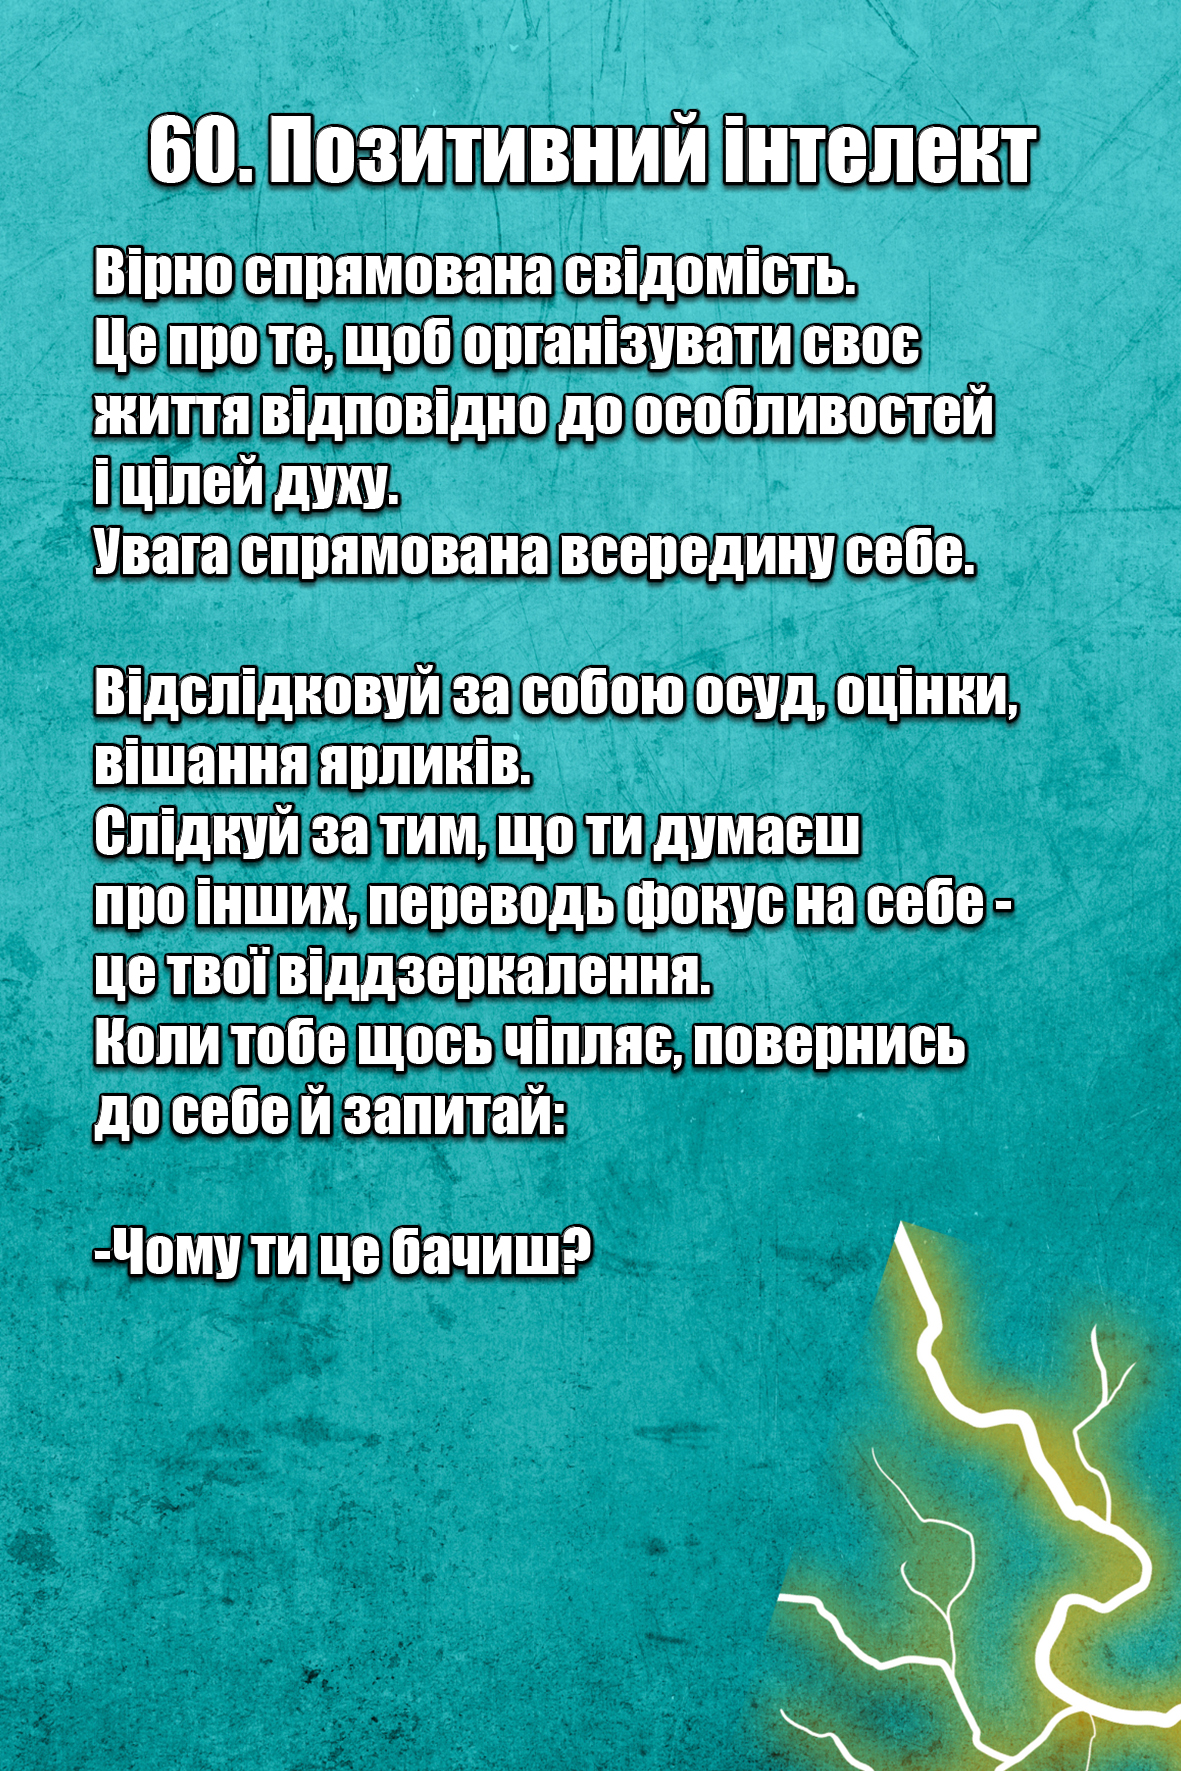 60. Позитивний інтелект
Вірно спрямована свідомість.
Це про те, щоб організувати своє
життя відповідно до особливостей
і цілей духу.
Увага спрямована всередину себе.
Відслідковуй за собою осуд, оцінки,
вішання ярликів.
Слідкуй за тим, що ти думаєш
про інших, переводь фокус на себе -
це твої віддзеркалення.
Коли тобе щось чіпляє, повернись
до себе й запитай:
-Чому ти це бачиш?